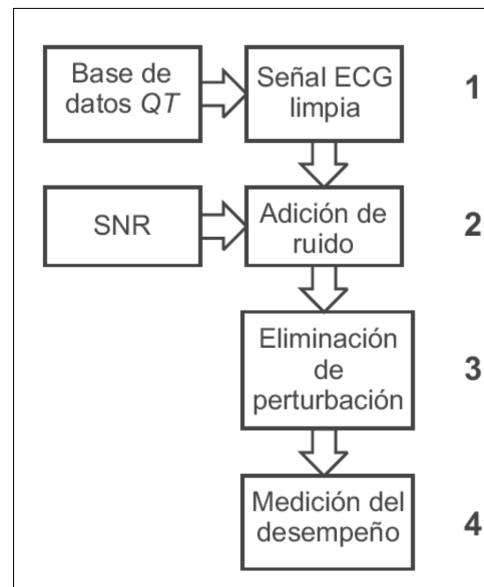 Base de
datos QT
Señal ECG
limpia
1
SNR
Adición de
ruido
2
Eliminación
de
perturbación
3
Medición del
desempeño
4